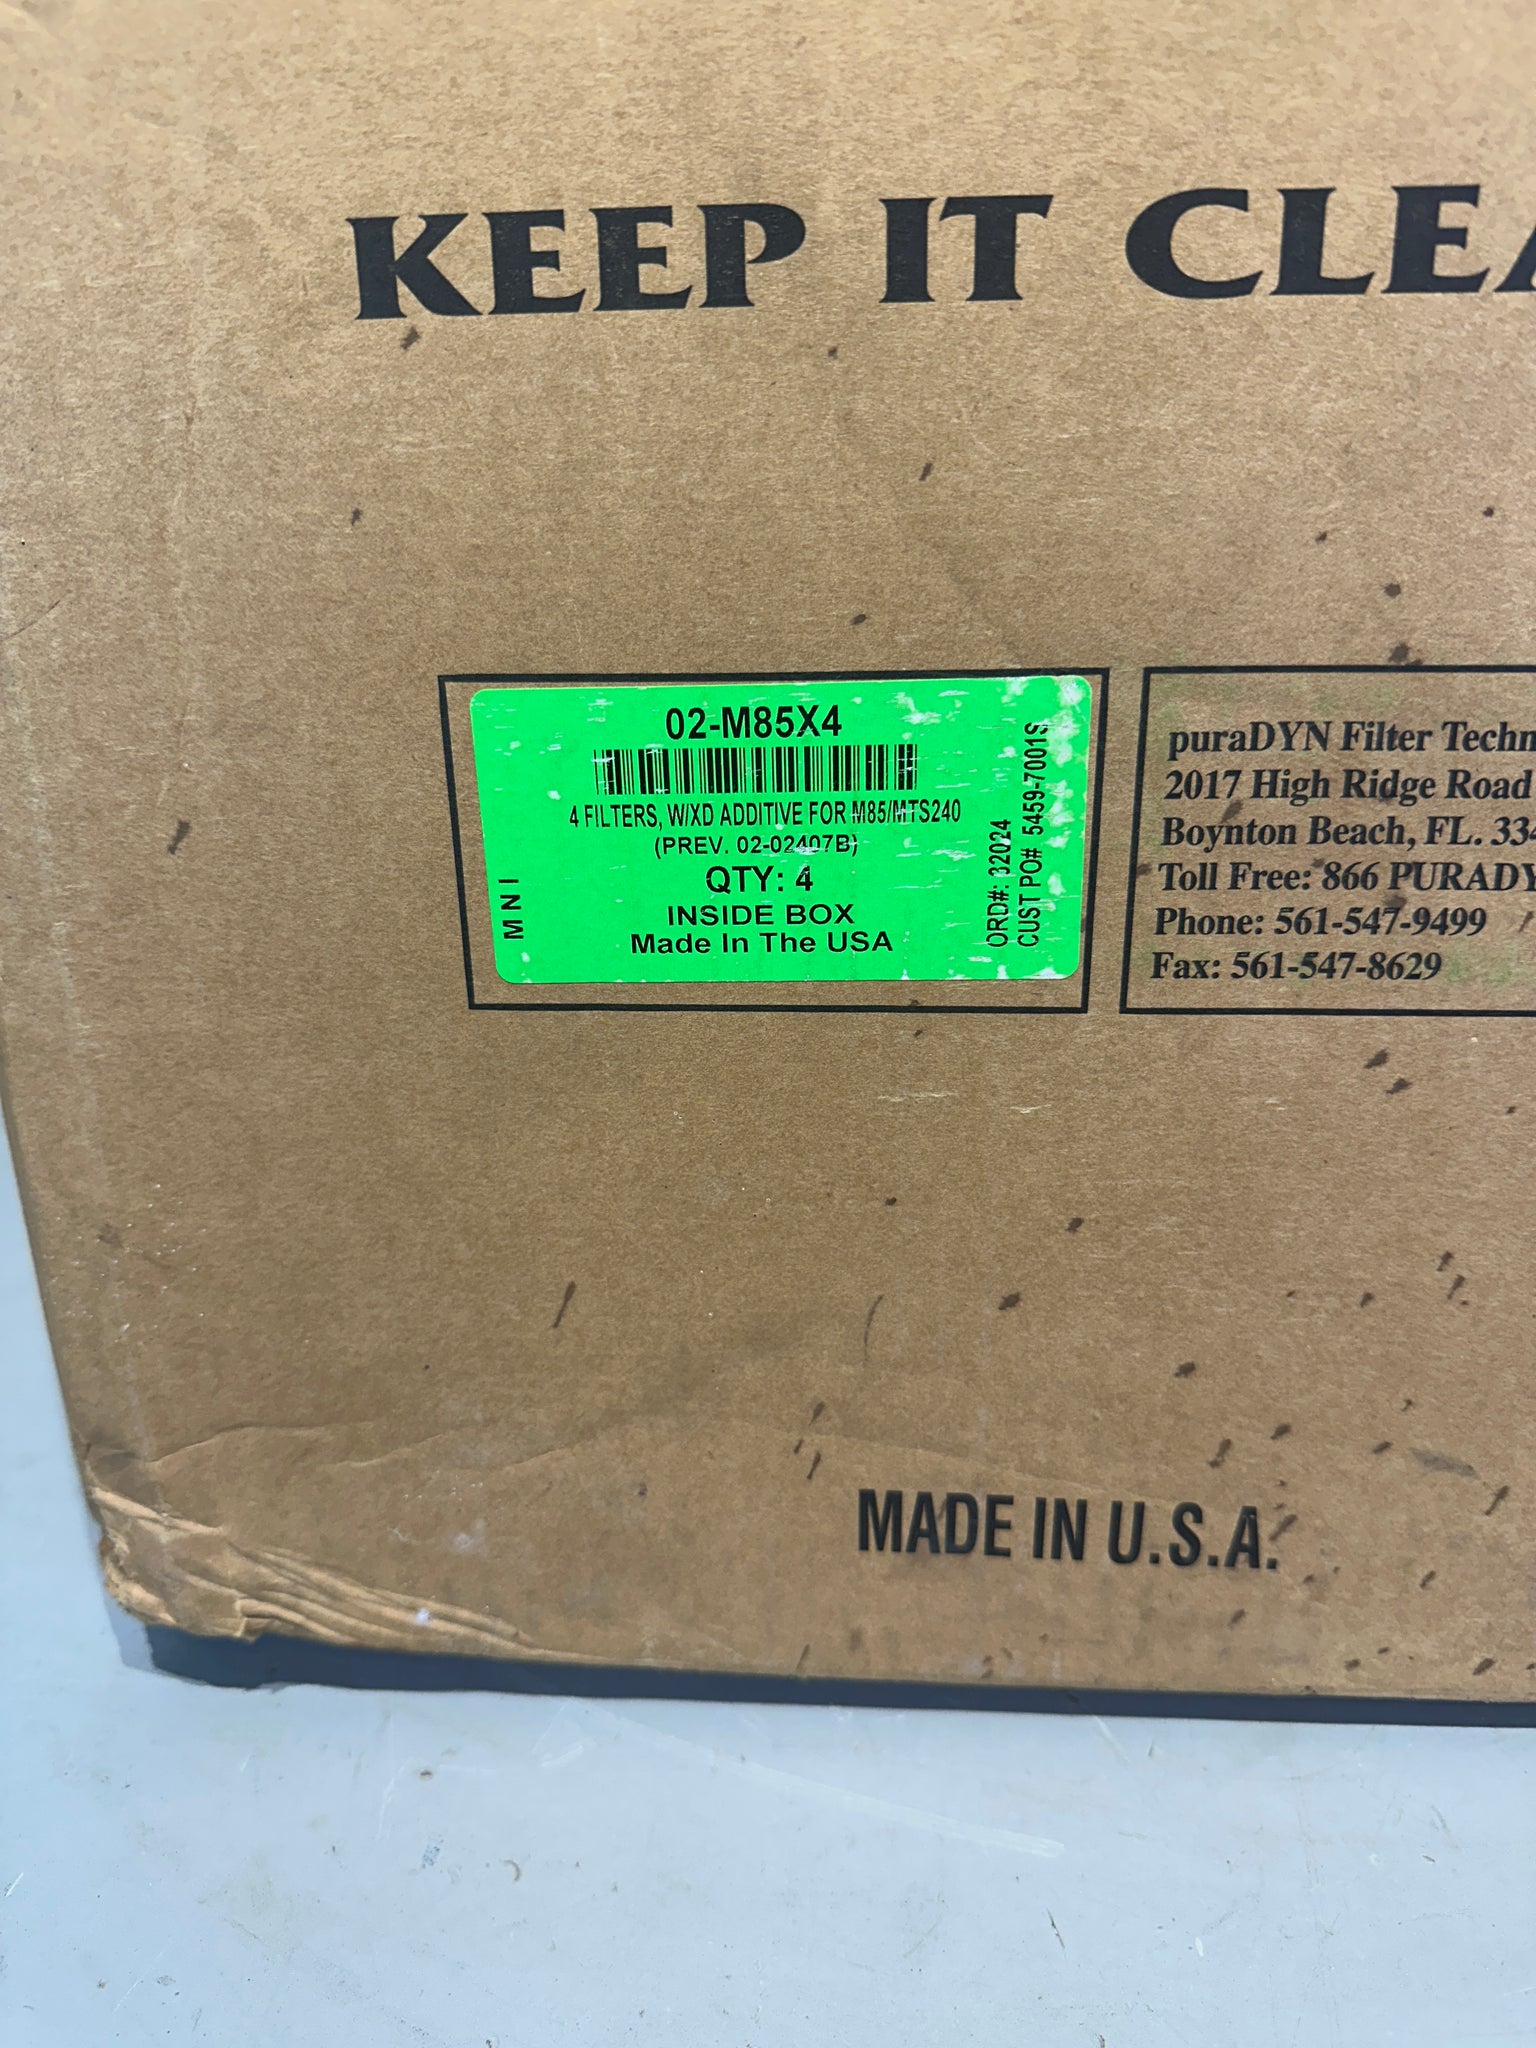 KEEP IT CLEA
02-M85X4
4 FILTERS, W/XD ADDITIVE FOR M85/MTS240
(PREV. 02-02407B)
QTY: 4
INSIDE BOX
Made In The USA
MNI
ORD#: 32024
CUST PO# 5459-7001S
puraDYN Filter Techn
2017 High Ridge Road
Boynton Beach, FL. 334
Toll Free: 866 PURADY
Phone: 561-547-9499
Fax: 561-547-8629
MADE IN U.S.A.